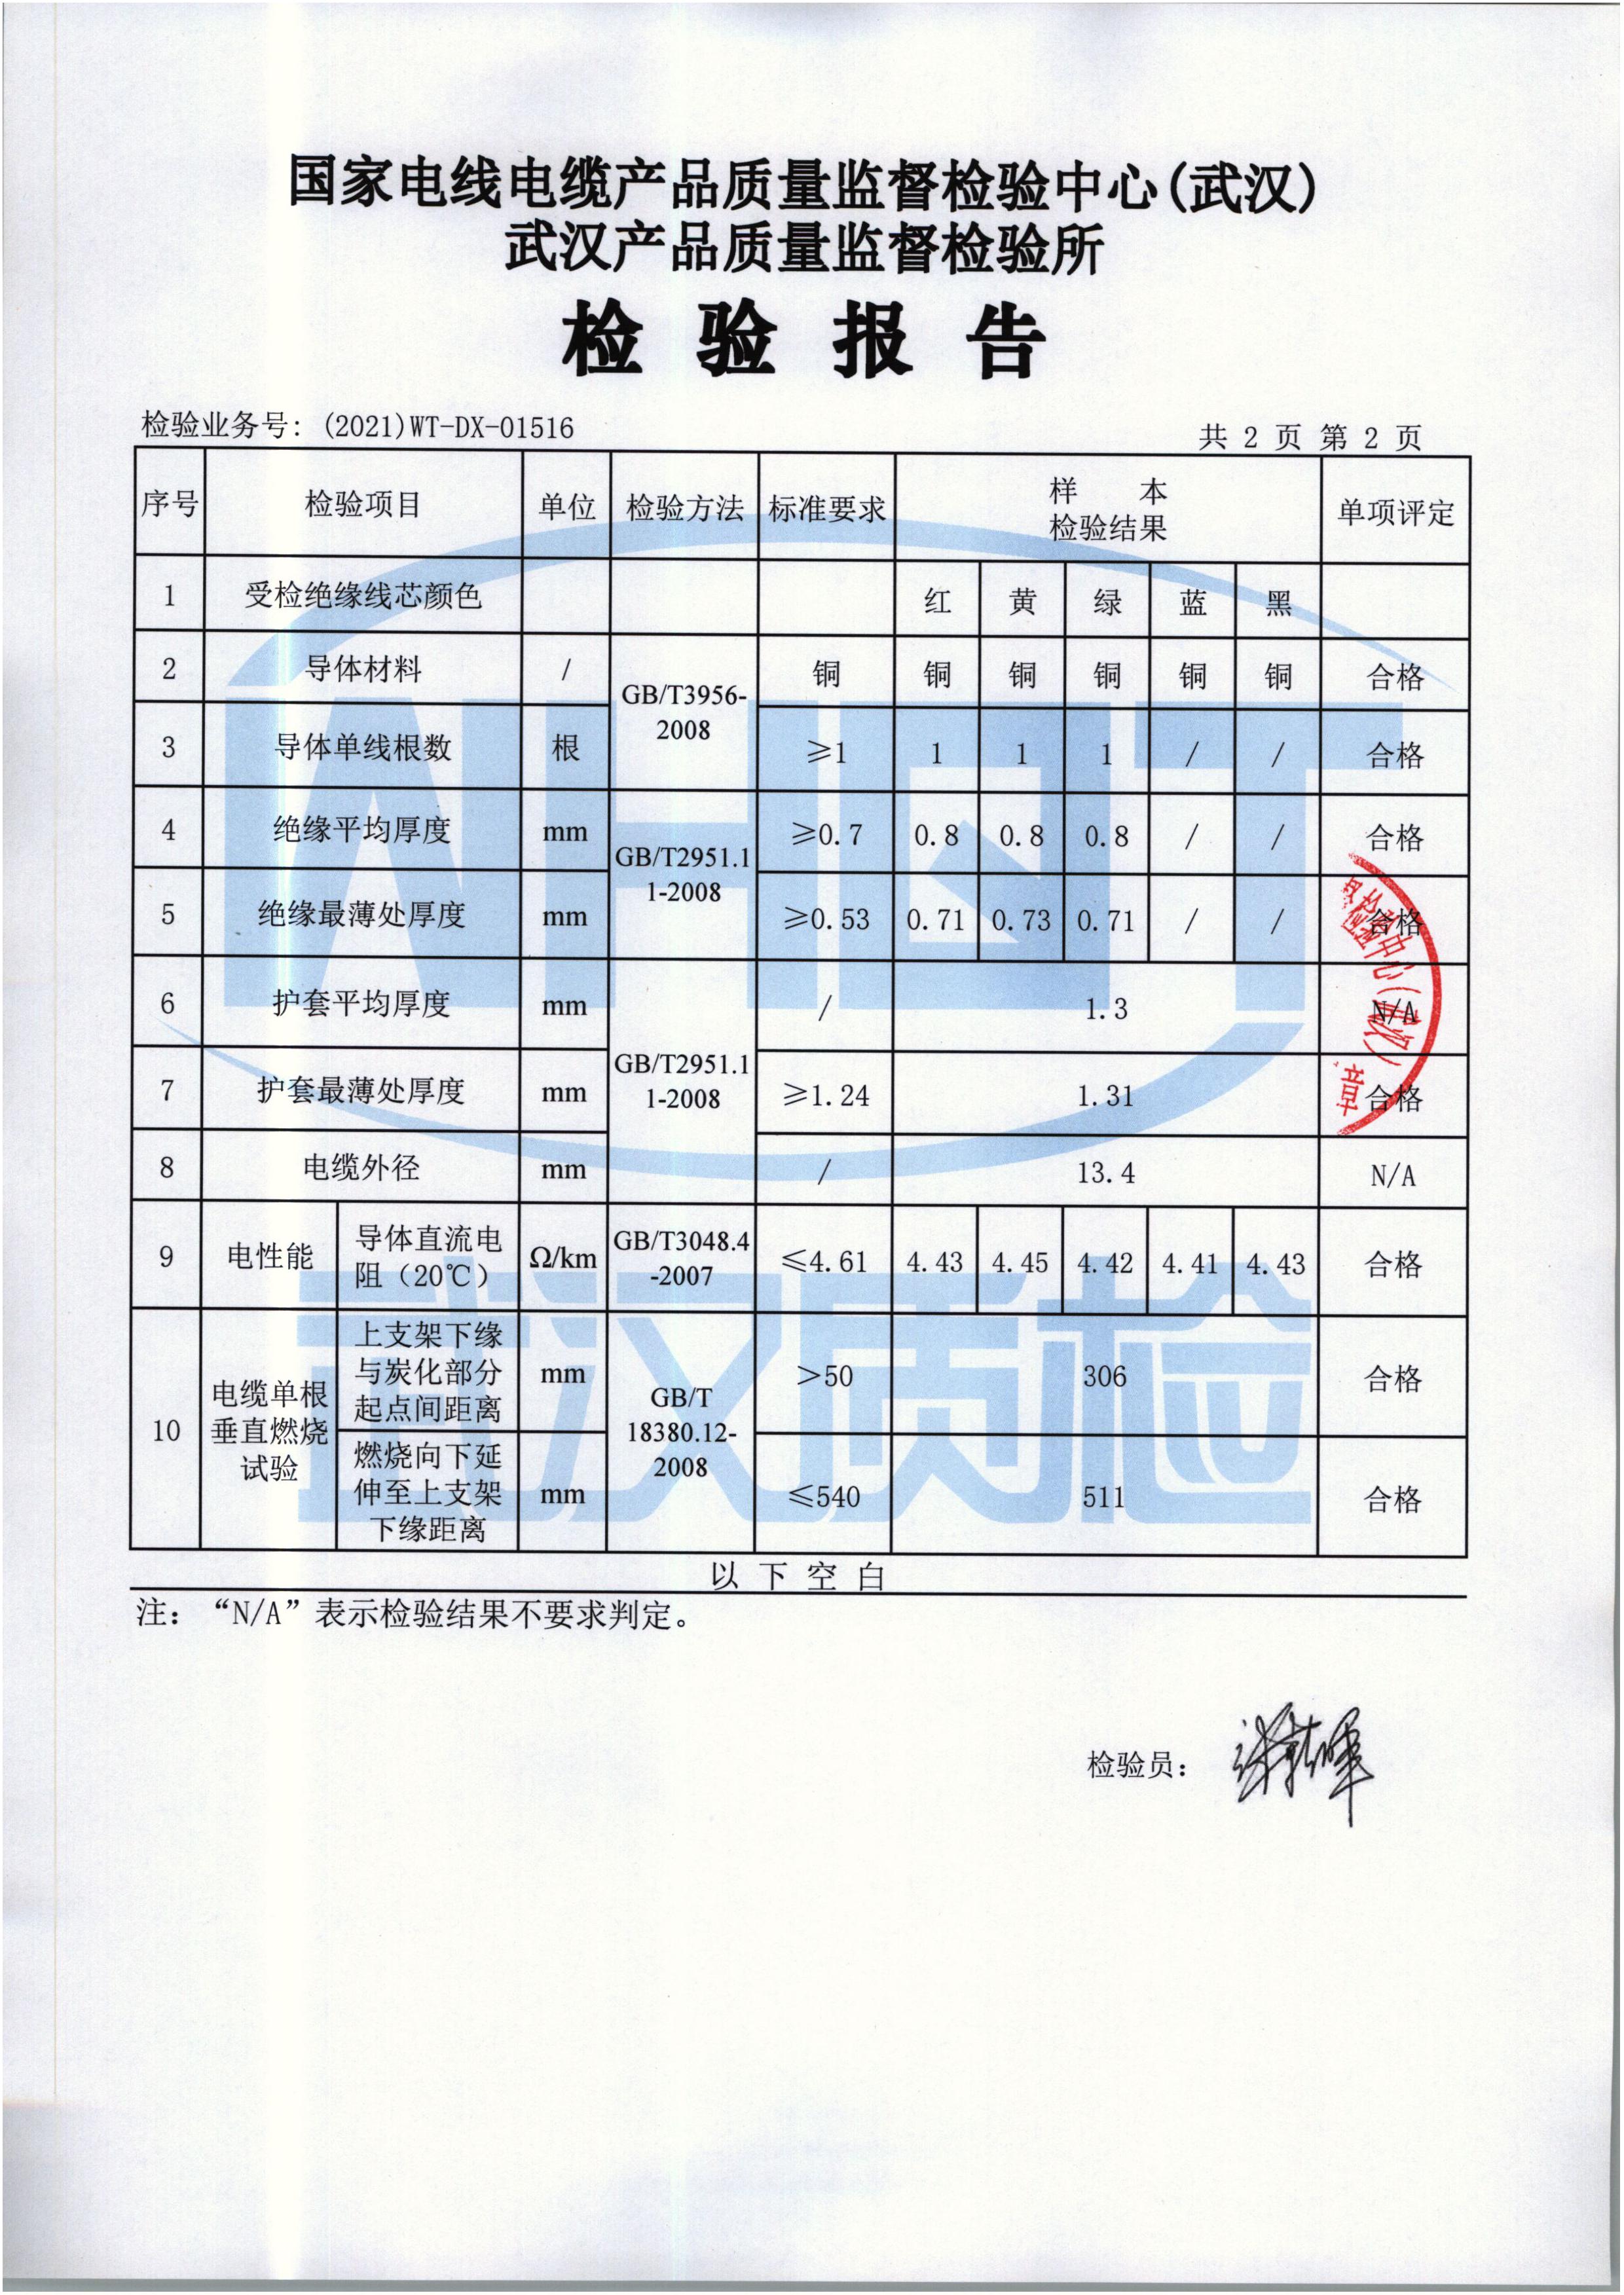 国家电线电缆产品质量监督检验中心(武汉)
武汉产品质量监督检验所
检验报告
检验业务号: (2021)WT-DX-01516
共 2 页 第 2 页
序号 检验项目 单位 检验方法 标准要求 样 本 检验结果 单项评定
1 受检绝缘线芯颜色 红 黄 绿 蓝 黑
2 导体材料 / GB/T3956-2008 铜 铜 铜 铜 铜 铜 合格
3 导体单线根数 根 ≥1 1 1 1 / / 合格
4 绝缘平均厚度 mm GB/T2951.11-2008 ≥0.7 0.8 0.8 0.8 / / 合格
5 绝缘最薄处厚度 mm ≥0.53 0.71 0.73 0.71 / / 合格
6 护套平均厚度 mm GB/T2951.11-2008 / 1.3 N/A
7 护套最薄处厚度 mm ≥1.24 1.31 合格
8 电缆外径 mm / 13.4 N/A
9 电性能 导体直流电阻（20℃） Ω/km GB/T3048.4-2007 ≤4.61 4.43 4.45 4.42 4.41 4.43 合格
10 电缆单根垂直燃烧试验 上支架下缘与炭化部分起点间距离 mm GB/T 18380.12-2008 >50 306 合格
燃烧向下延伸至上支架下缘距离 mm ≤540 511 合格
以下空白
注：“N/A”表示检验结果不要求判定。
检验员：
WHQT
武汉质检